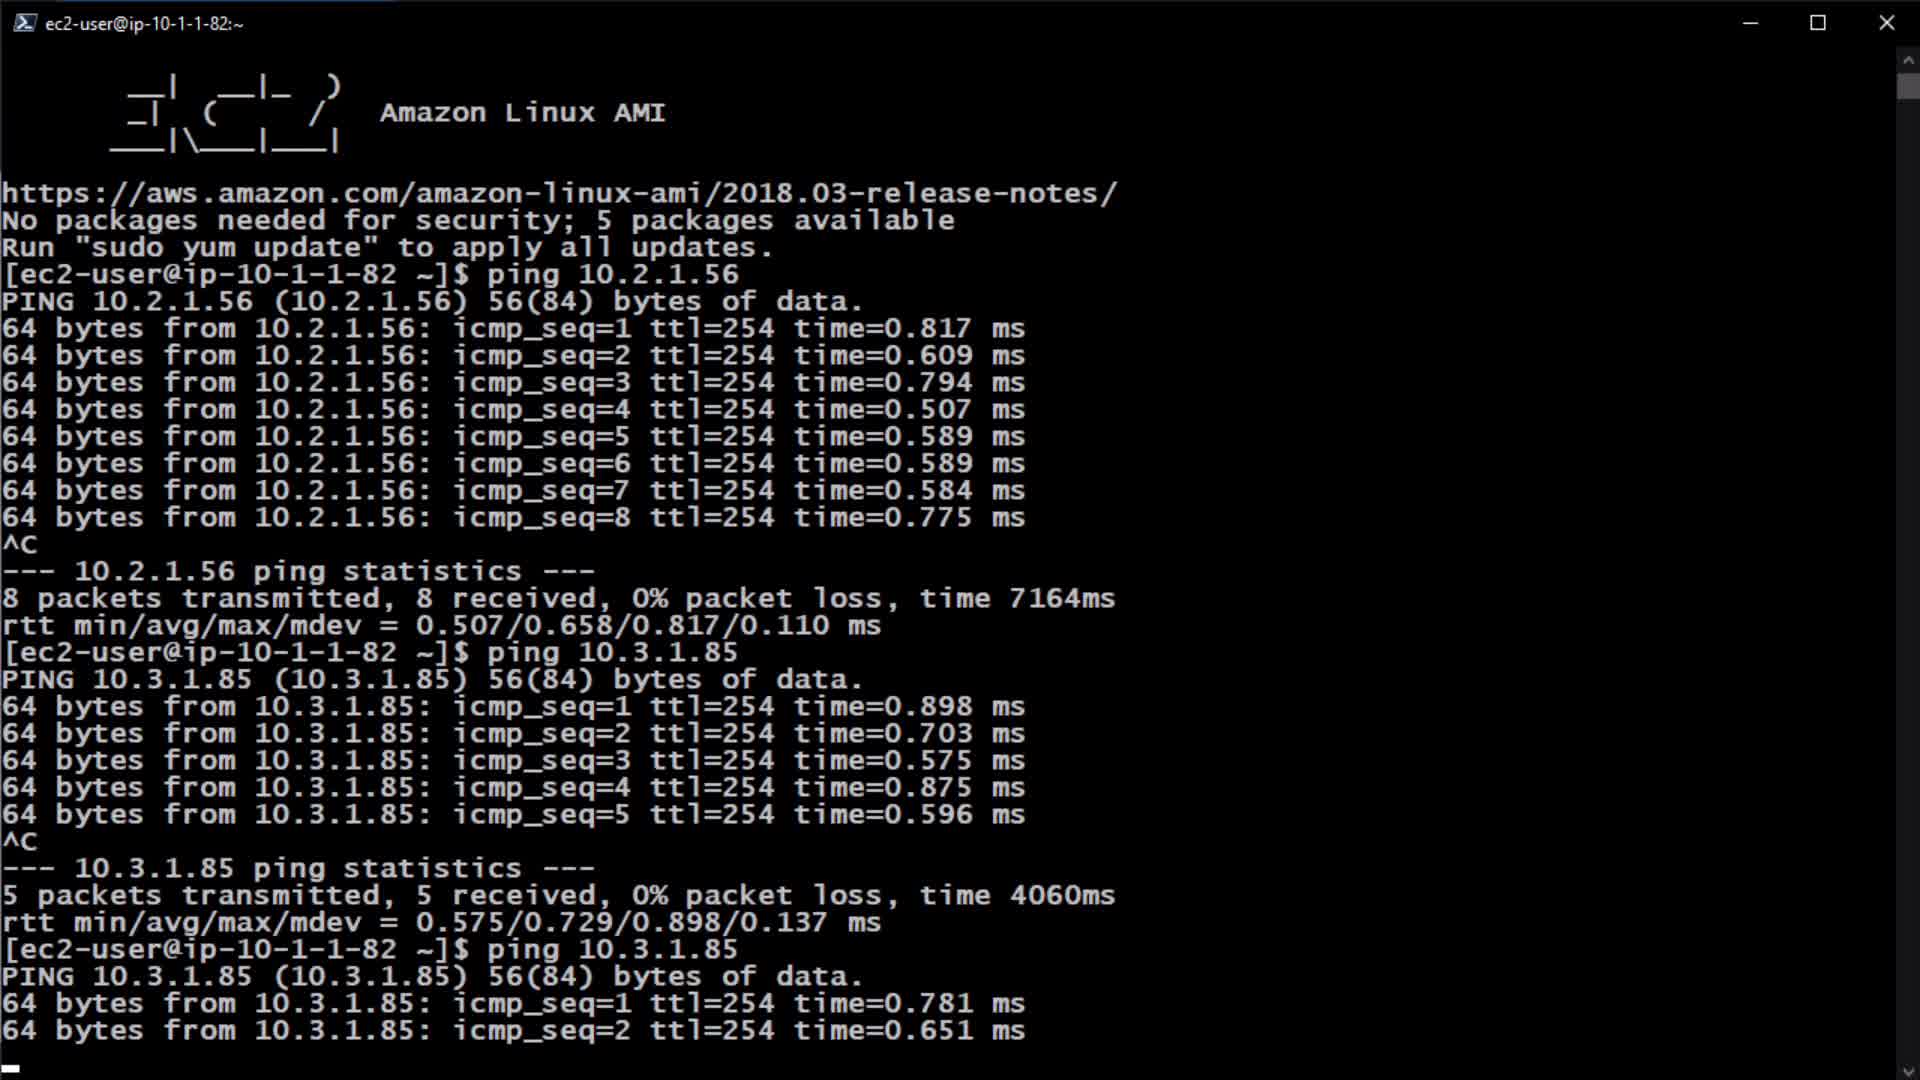 ec2-user@ip-10-1-1-82:~
       __|  __|_  )
       _|  (     /   Amazon Linux AMI
      ___|\___|___|
https://aws.amazon.com/amazon-linux-ami/2018.03-release-notes/
No packages needed for security; 5 packages available
Run "sudo yum update" to apply all updates.
[ec2-user@ip-10-1-1-82 ~]$ ping 10.2.1.56
PING 10.2.1.56 (10.2.1.56) 56(84) bytes of data.
64 bytes from 10.2.1.56: icmp_seq=1 ttl=254 time=0.817 ms
64 bytes from 10.2.1.56: icmp_seq=2 ttl=254 time=0.609 ms
64 bytes from 10.2.1.56: icmp_seq=3 ttl=254 time=0.794 ms
64 bytes from 10.2.1.56: icmp_seq=4 ttl=254 time=0.507 ms
64 bytes from 10.2.1.56: icmp_seq=5 ttl=254 time=0.589 ms
64 bytes from 10.2.1.56: icmp_seq=6 ttl=254 time=0.589 ms
64 bytes from 10.2.1.56: icmp_seq=7 ttl=254 time=0.584 ms
64 bytes from 10.2.1.56: icmp_seq=8 ttl=254 time=0.775 ms
^C
--- 10.2.1.56 ping statistics ---
8 packets transmitted, 8 received, 0% packet loss, time 7164ms
rtt min/avg/max/mdev = 0.507/0.658/0.817/0.110 ms
[ec2-user@ip-10-1-1-82 ~]$ ping 10.3.1.85
PING 10.3.1.85 (10.3.1.85) 56(84) bytes of data.
64 bytes from 10.3.1.85: icmp_seq=1 ttl=254 time=0.898 ms
64 bytes from 10.3.1.85: icmp_seq=2 ttl=254 time=0.703 ms
64 bytes from 10.3.1.85: icmp_seq=3 ttl=254 time=0.575 ms
64 bytes from 10.3.1.85: icmp_seq=4 ttl=254 time=0.875 ms
64 bytes from 10.3.1.85: icmp_seq=5 ttl=254 time=0.596 ms
^C
--- 10.3.1.85 ping statistics ---
5 packets transmitted, 5 received, 0% packet loss, time 4060ms
rtt min/avg/max/mdev = 0.575/0.729/0.898/0.137 ms
[ec2-user@ip-10-1-1-82 ~]$ ping 10.3.1.85
PING 10.3.1.85 (10.3.1.85) 56(84) bytes of data.
64 bytes from 10.3.1.85: icmp_seq=1 ttl=254 time=0.781 ms
64 bytes from 10.3.1.85: icmp_seq=2 ttl=254 time=0.651 ms